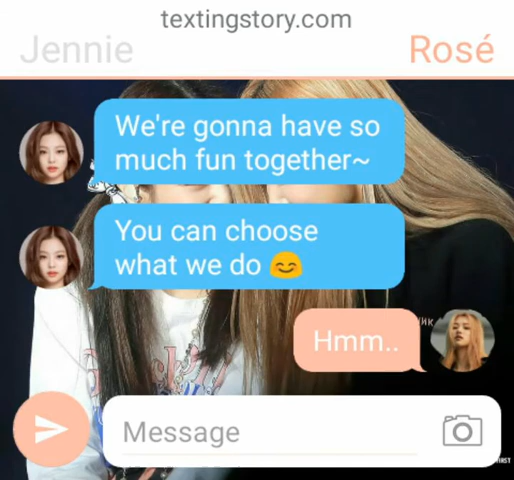 textingstory.com
Jennie
Rosé
We're gonna have so
much fun together~
You can choose
what we do 😊
Hmm..
Message